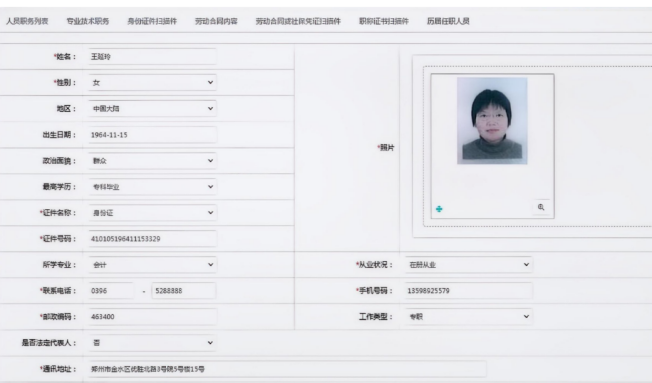 人员职务列表 专业技术职务 身份证件扫描件 劳动合同内容 劳动合同或社保凭证扫描件 职称证书扫描件 历届任职人员
*姓名： 王延玲
*性别： 女
地区： 中国大陆
出生日期： 1964-11-15
*照片
政治面貌： 群众
最高学历： 专科毕业
*证件名称： 身份证
*证件号码： 410105196411153329
所学专业： 会计 *从业状况： 在册从业
*联系电话： 0396 - 5288888 *手机号码： 13598925579
*邮政编码： 463400 工作类型： 专职
是否法定代表人： 否
*通讯地址： 郑州市金水区优胜北路3号院5号楼15号